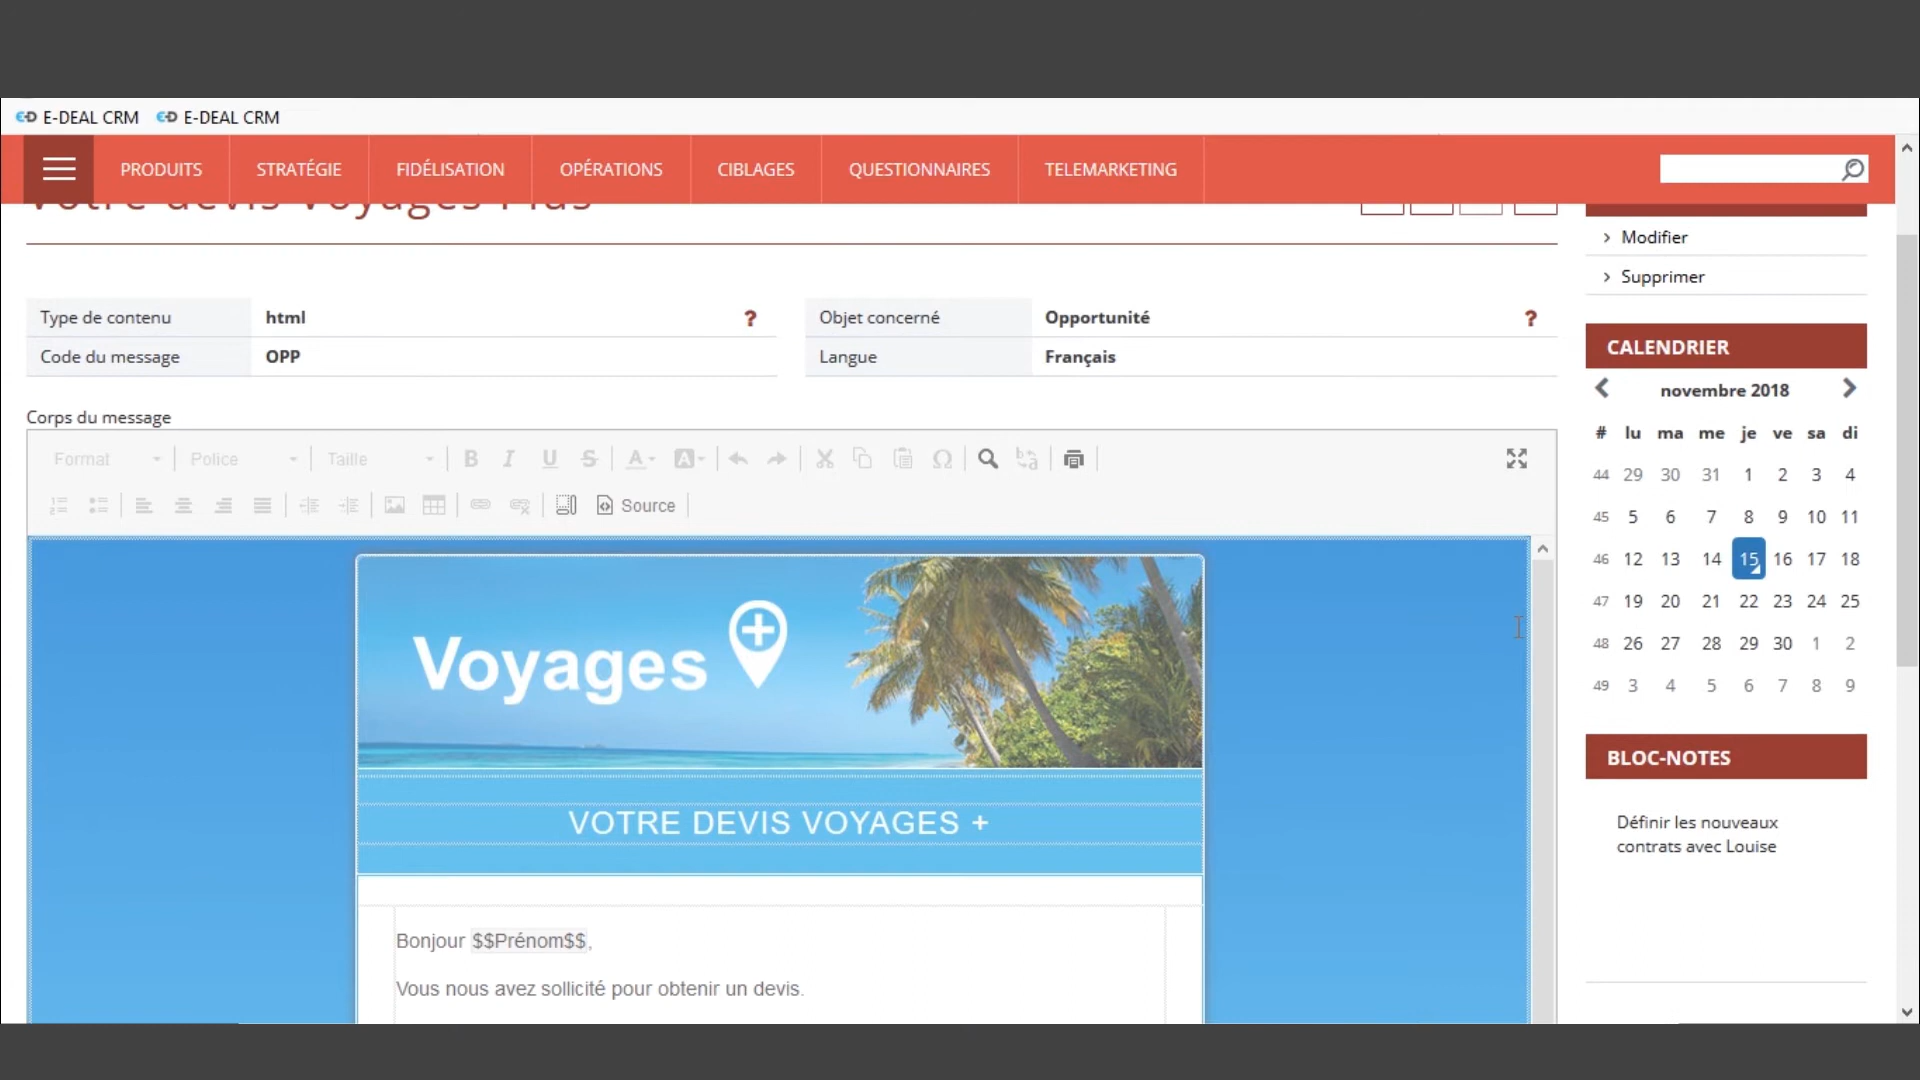 E-DEAL CRM E-DEAL CRM
PRODUITS STRATÉGIE FIDÉLISATION OPÉRATIONS CIBLAGES QUESTIONNAIRES TELEMARKETING
Votre devis Voyages Plus
Modifier
Supprimer
Type de contenu html ? Objet concerné Opportunité ?
Code du message OPP Langue Français
CALENDRIER
novembre 2018
# lu ma me je ve sa di
44 29 30 31 1 2 3 4
45 5 6 7 8 9 10 11
46 12 13 14 15 16 17 18
47 19 20 21 22 23 24 25
48 26 27 28 29 30 1 2
49 3 4 5 6 7 8 9
Corps du message
Format Police Taille B I U S A A Ω
Source
Voyages +
VOTRE DEVIS VOYAGES +
Bonjour $$Prénom$$,
Vous nous avez sollicité pour obtenir un devis.
BLOC-NOTES
Définir les nouveaux
contrats avec Louise